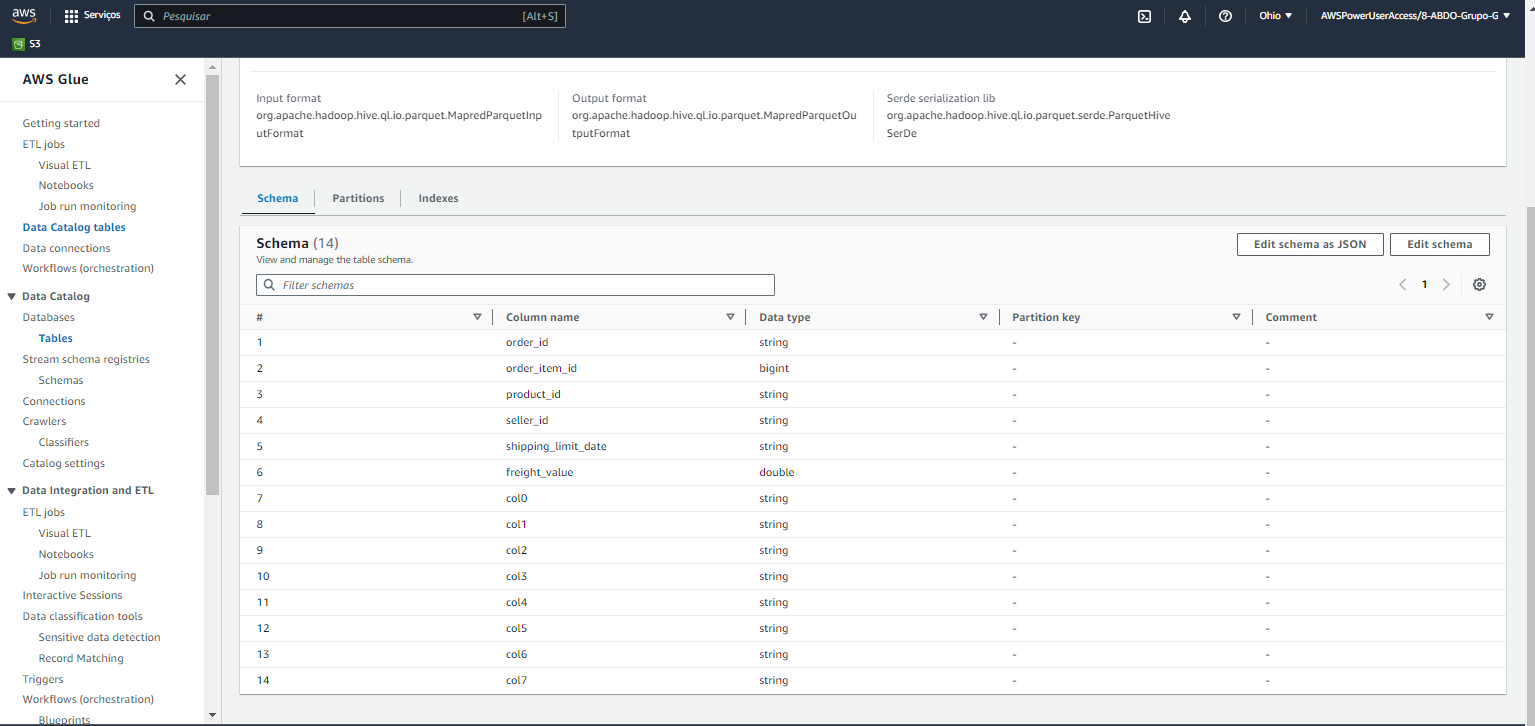 aws
Serviços
Pesquisar
[Alt+S]
Ohio ▼
AWSPowerUserAccess/8-ABDO-Grupo-G ▼
S3
AWS Glue
Getting started
ETL jobs
Visual ETL
Notebooks
Job run monitoring
Data Catalog tables
Data connections
Workflows (orchestration)
Data Catalog
Databases
Tables
Stream schema registries
Schemas
Connections
Crawlers
Classifiers
Catalog settings
Data Integration and ETL
ETL jobs
Visual ETL
Notebooks
Job run monitoring
Interactive Sessions
Data classification tools
Sensitive data detection
Record Matching
Triggers
Workflows (orchestration)
Blueprints
Input format
org.apache.hadoop.hive.ql.io.parquet.MapredParquetInp
utFormat
Output format
org.apache.hadoop.hive.ql.io.parquet.MapredParquetOu
tputFormat
Serde serialization lib
org.apache.hadoop.hive.ql.io.parquet.serde.ParquetHive
SerDe
Schema
Partitions
Indexes
Schema (14)
View and manage the table schema.
Edit schema as JSON
Edit schema
Filter schemas
1
# Column name Data type Partition key Comment
1 order_id string - -
2 order_item_id bigint - -
3 product_id string - -
4 seller_id string - -
5 shipping_limit_date string - -
6 freight_value double - -
7 col0 string - -
8 col1 string - -
9 col2 string - -
10 col3 string - -
11 col4 string - -
12 col5 string - -
13 col6 string - -
14 col7 string - -